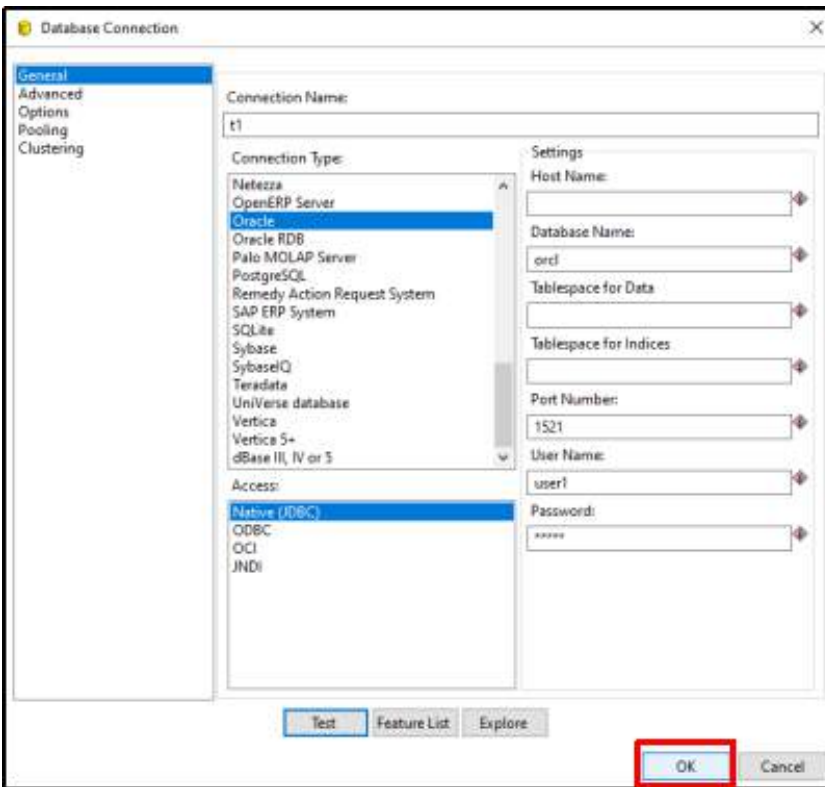 Database Connection
General
Advanced
Options
Pooling
Clustering
Connection Name:
t1
Connection Type:
Netezza
OpenERP Server
Oracle
Oracle RDB
Palo MOLAP Server
PostgreSQL
Remedy Action Request System
SAP ERP System
SQLite
Sybase
SybaseIQ
Teradata
UniVerse database
Vertica
Vertica 5+
dBase III, IV or 5
Access:
Native (JDBC)
ODBC
OCI
JNDI
Settings
Host Name:
Database Name:
orcl
Tablespace for Data
Tablespace for Indices
Port Number:
1521
User Name:
user1
Password:
*****
Test
Feature List
Explore
OK
Cancel